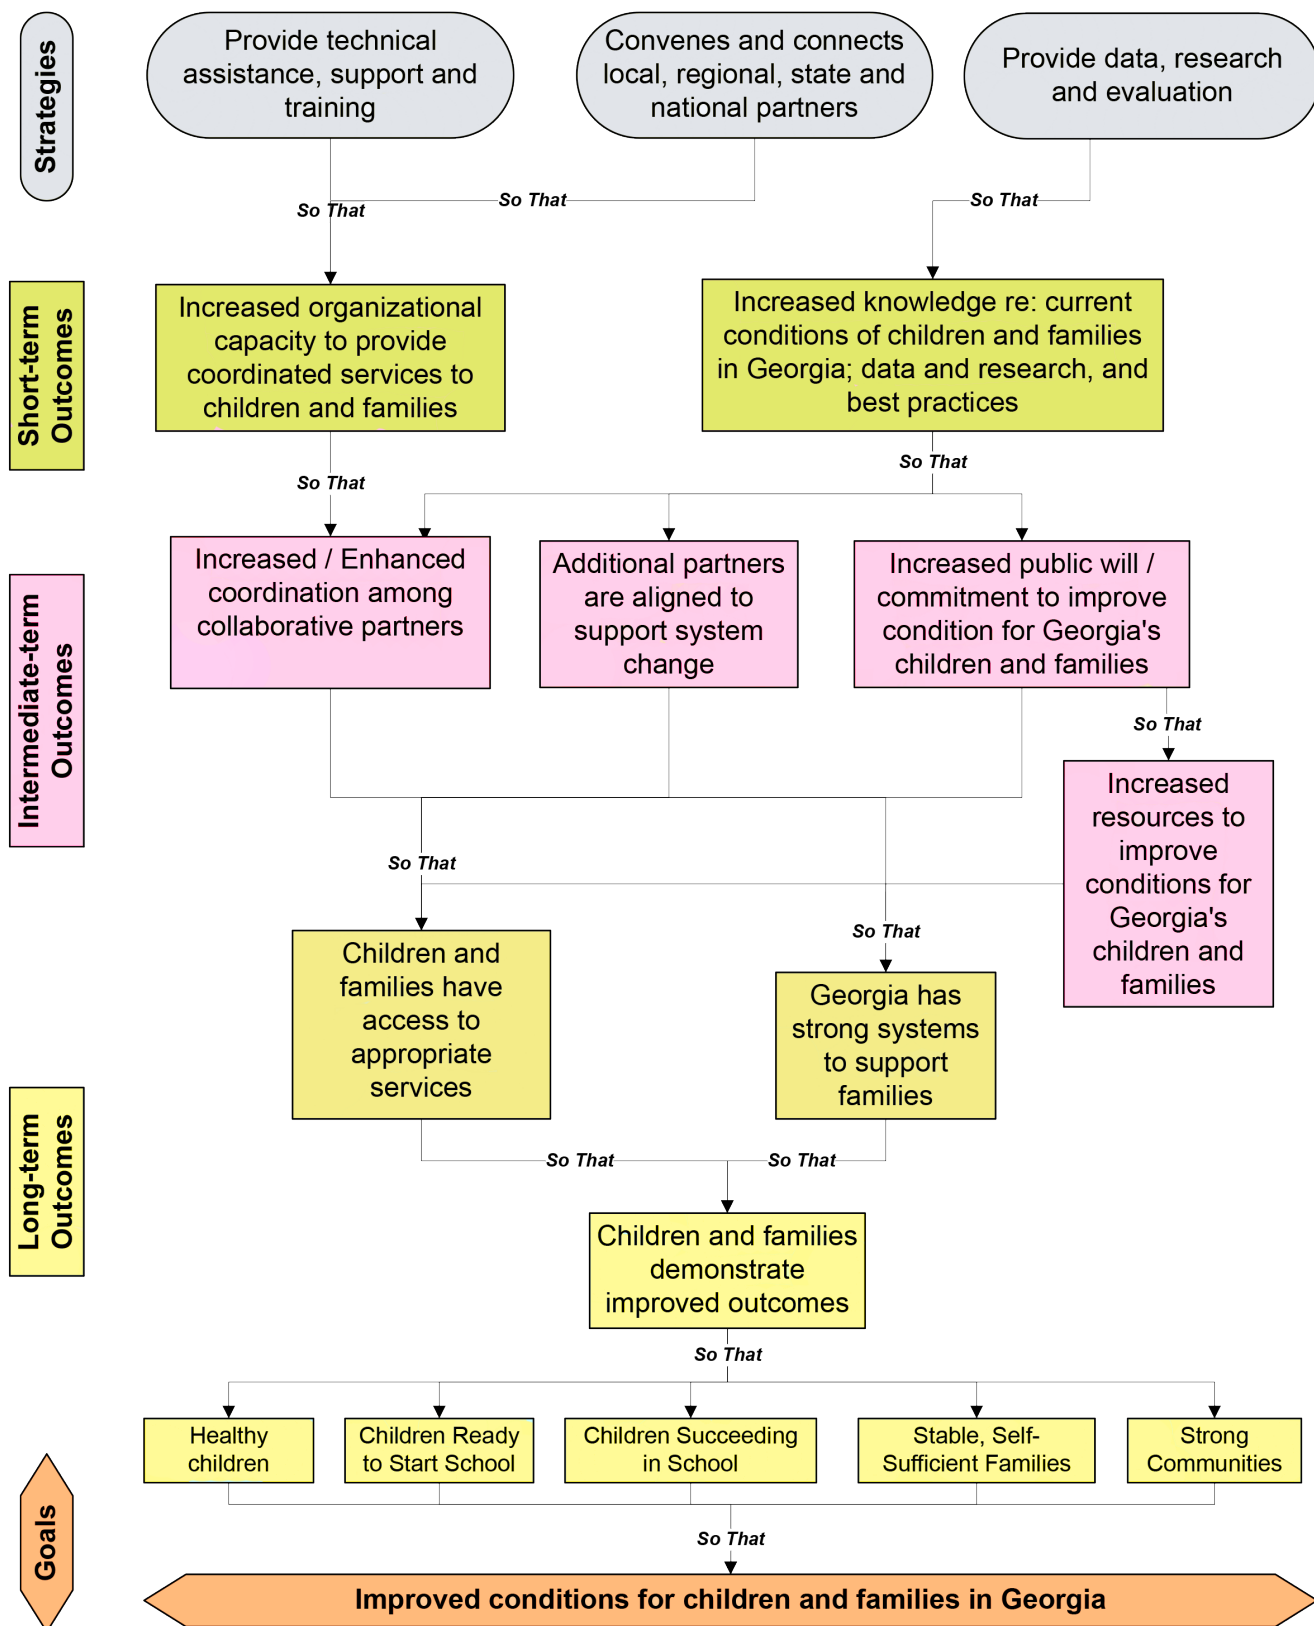 Strategies
Provide technical
assistance, support and
training
Convenes and connects
local, regional, state and
national partners
Provide data, research
and evaluation
So That
So That
So That
Short-term
Outcomes
Increased organizational
capacity to provide
coordinated services to
children and families
Increased knowledge re: current
conditions of children and families
in Georgia; data and research, and
best practices
So That
So That
Intermediate-term
Outcomes
Increased / Enhanced
coordination among
collaborative partners
Additional partners
are aligned to
support system
change
Increased public will /
commitment to improve
condition for Georgia's
children and families
So That
Increased
resources to
improve
conditions for
Georgia's
children and
families
So That
So That
Children and
families have
access to
appropriate
services
Georgia has
strong systems
to support
families
Long-term
Outcomes
So That
So That
Children and families
demonstrate
improved outcomes
So That
Healthy
children
Children Ready
to Start School
Children Succeeding
in School
Stable, Self-
Sufficient Families
Strong
Communities
So That
Goals
Improved conditions for children and families in Georgia